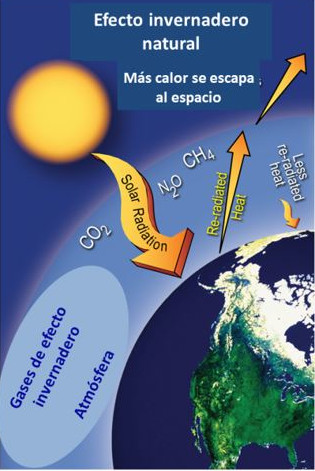 Efecto invernadero
natural
Más calor se escapa
al espacio
CO2
Solar Radiation
N2O
CH4
Re-radiated
Heat
Less
re-radiated
heat
Gases de efecto
invernadero
Atmósfera